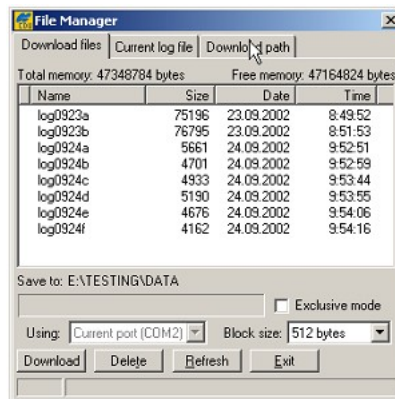 File Manager
Download files Current log file Download path
Total memory: 47348784 bytes Free memory: 47164824 bytes
Name Size Date Time
log0923a 75196 23.09.2002 8:49:52
log0923b 76795 23.09.2002 8:51:53
log0924a 5661 24.09.2002 9:52:51
log0924b 4701 24.09.2002 9:52:59
log0924c 4933 24.09.2002 9:53:44
log0924d 5190 24.09.2002 9:53:55
log0924e 4676 24.09.2002 9:54:06
log0924f 4162 24.09.2002 9:54:16
Save to: E:\TESTING\DATA
Exclusive mode
Using: Current port (COM2) Block size: 512 bytes
Download Delete Refresh Exit